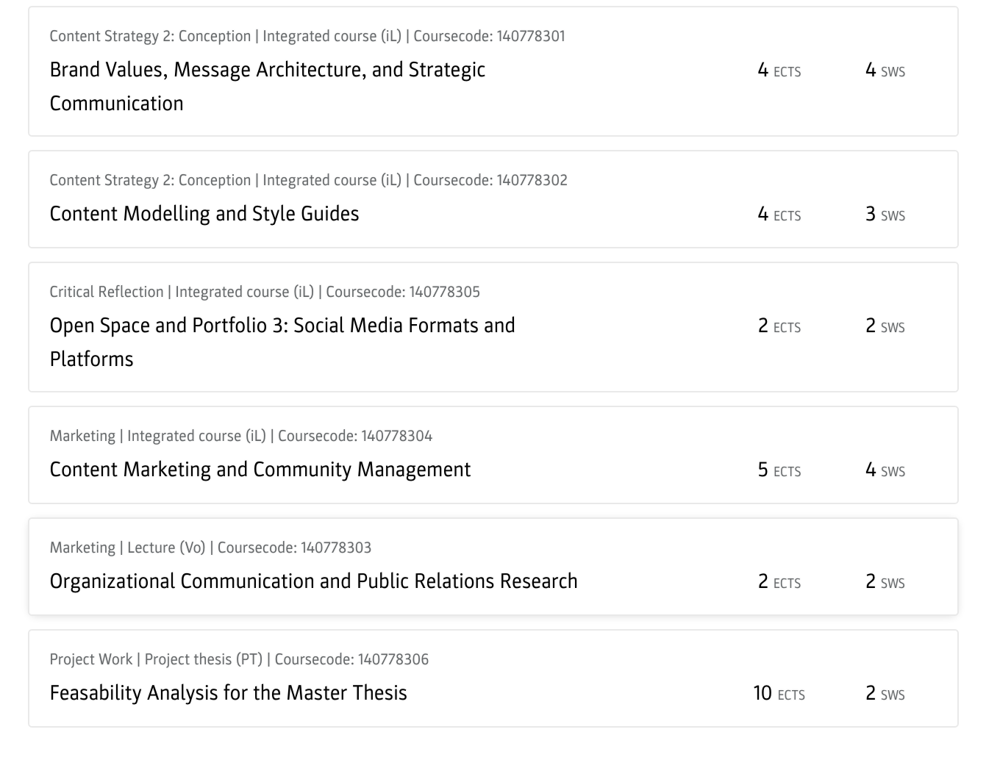 Content Strategy 2: Conception | Integrated course (iL) | Coursecode: 140778301
Brand Values, Message Architecture, and Strategic
Communication
4 ECTS
4 SWS
Content Strategy 2: Conception | Integrated course (iL) | Coursecode: 140778302
Content Modelling and Style Guides
4 ECTS
3 SWS
Critical Reflection | Integrated course (iL) | Coursecode: 140778305
Open Space and Portfolio 3: Social Media Formats and
Platforms
2 ECTS
2 SWS
Marketing | Integrated course (iL) | Coursecode: 140778304
Content Marketing and Community Management
5 ECTS
4 SWS
Marketing | Lecture (Vo) | Coursecode: 140778303
Organizational Communication and Public Relations Research
2 ECTS
2 SWS
Project Work | Project thesis (PT) | Coursecode: 140778306
Feasability Analysis for the Master Thesis
10 ECTS
2 SWS